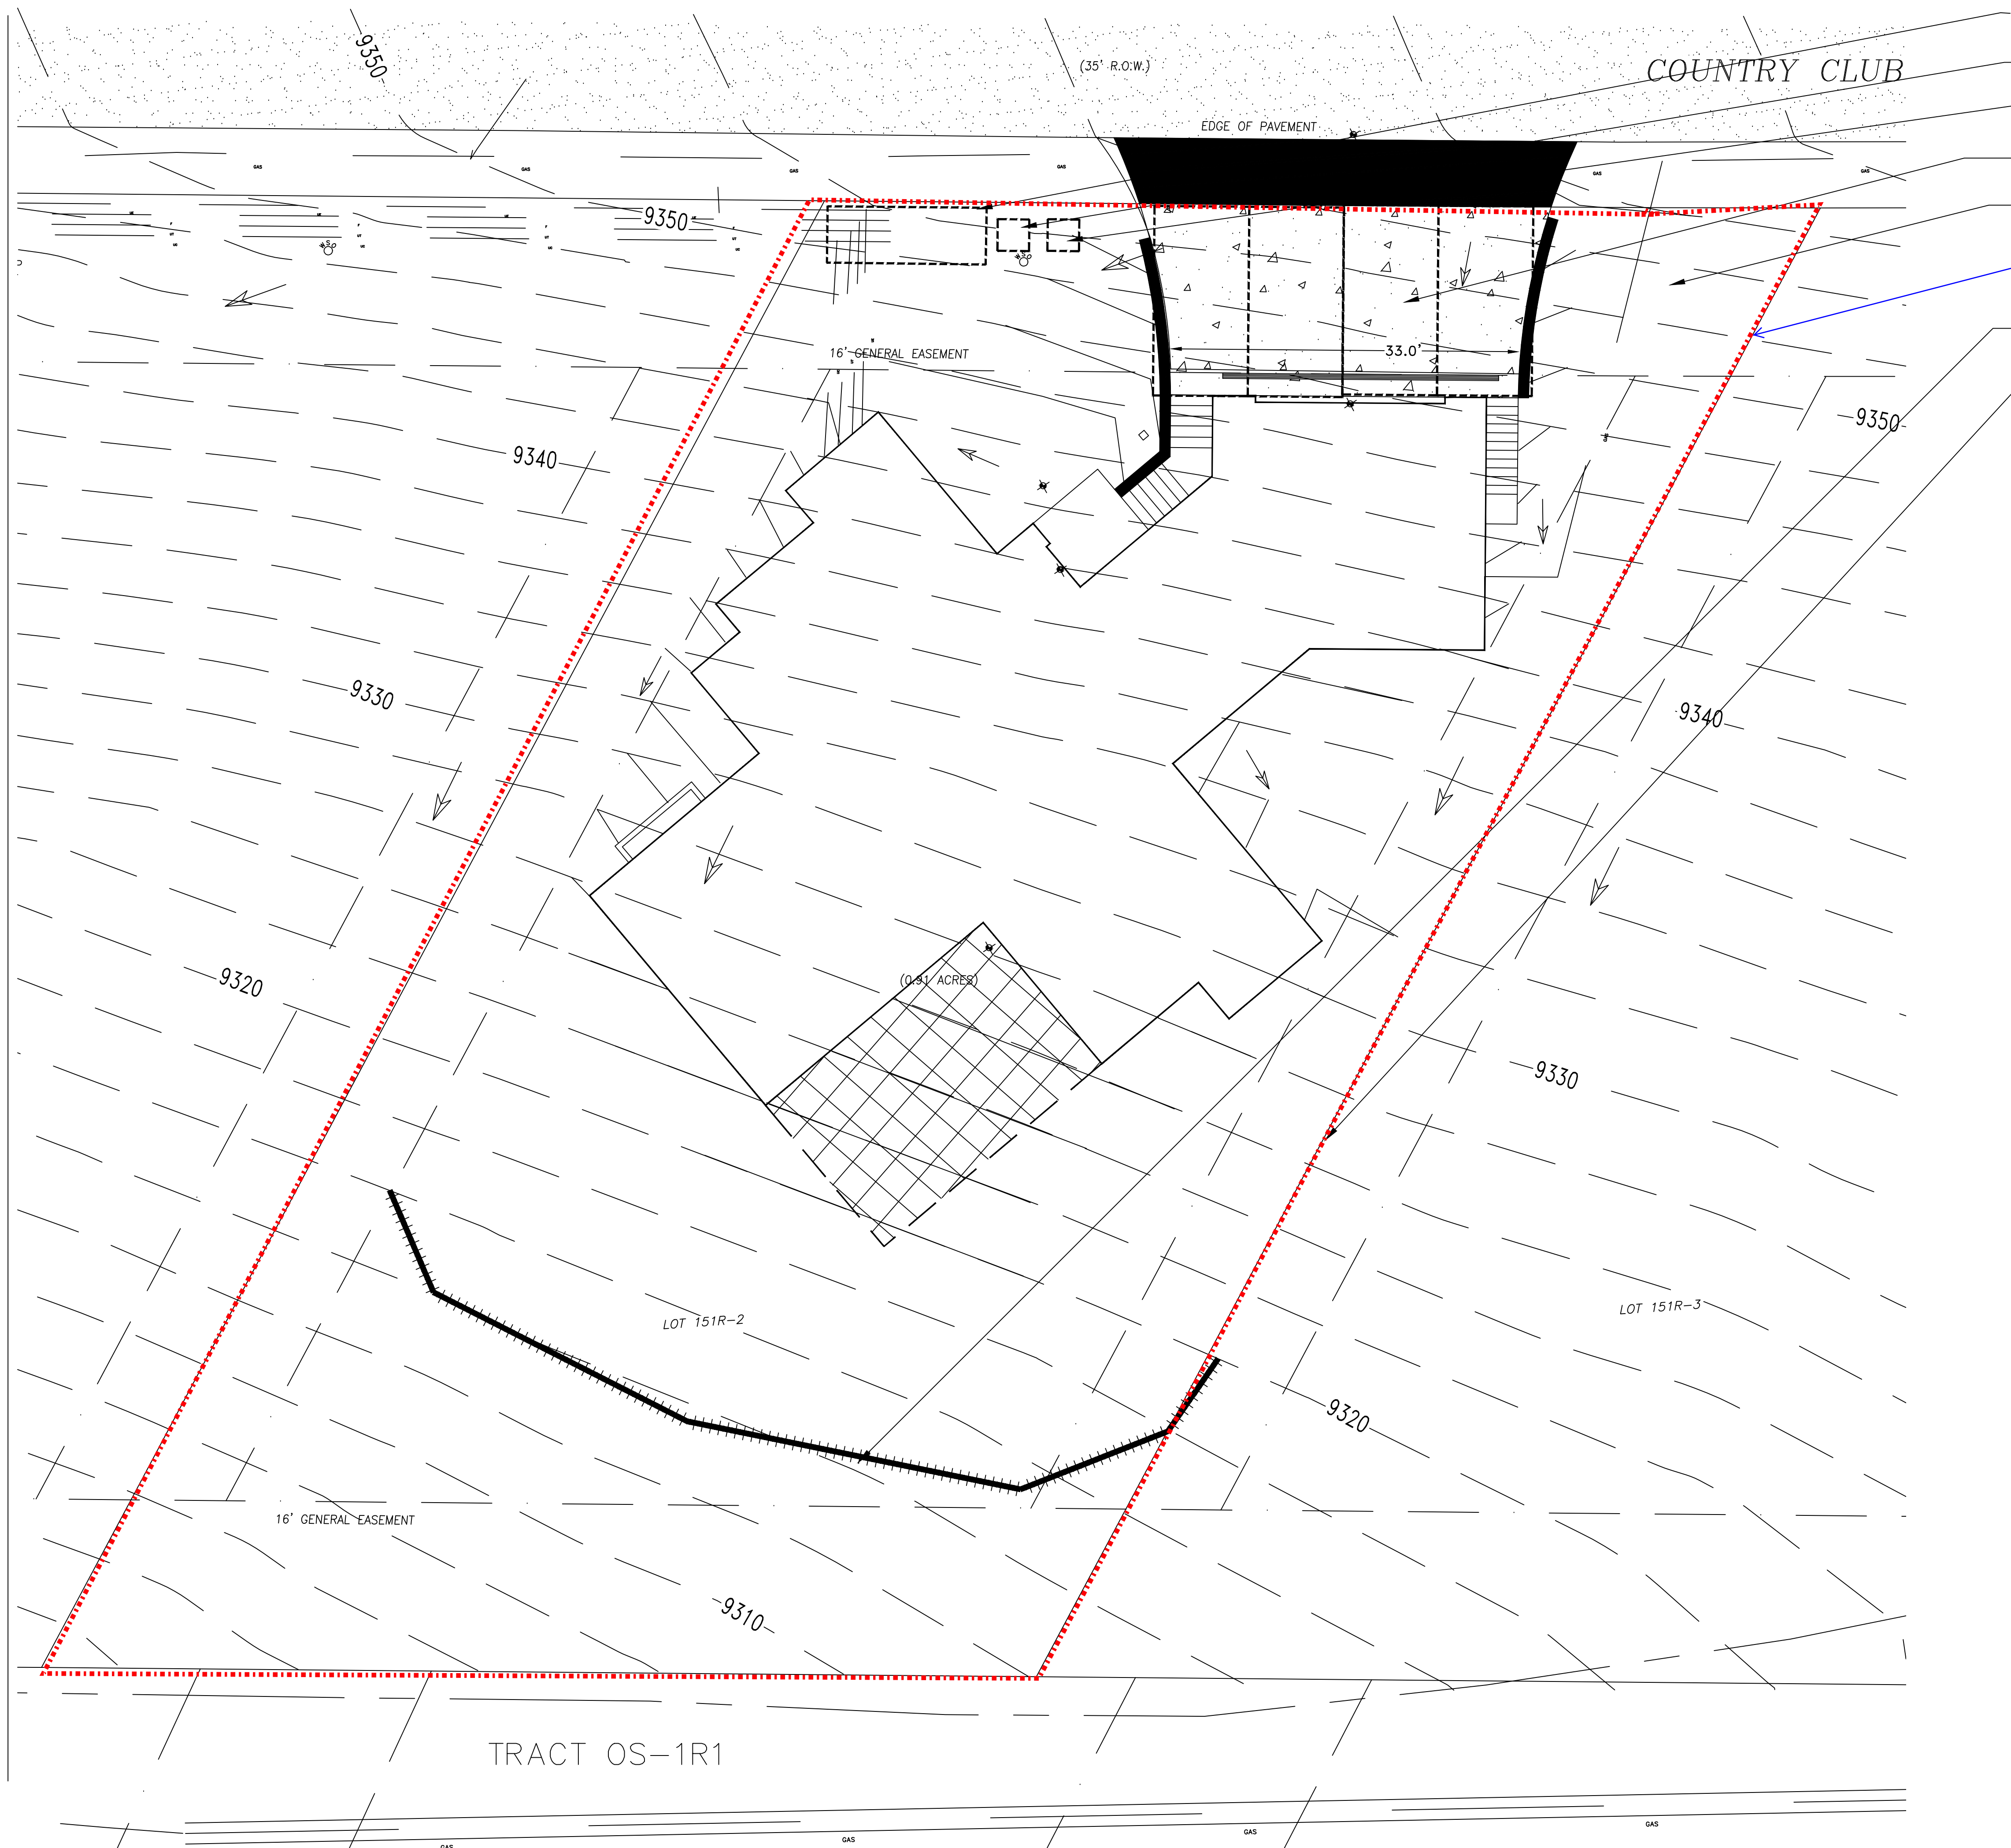 9350
(35' R.O.W.)
COUNTRY CLUB
EDGE OF PAVEMENT
GAS
GAS
GAS
GAS
GAS
GAS
9350
16' GENERAL EASEMENT
33.0'
9350
9340
9330
9340
9320
(0.91 ACRES)
9330
LOT 151R-2
LOT 151R-3
9320
16' GENERAL EASEMENT
9310
TRACT OS-1R1
GAS
GAS
GAS
GAS